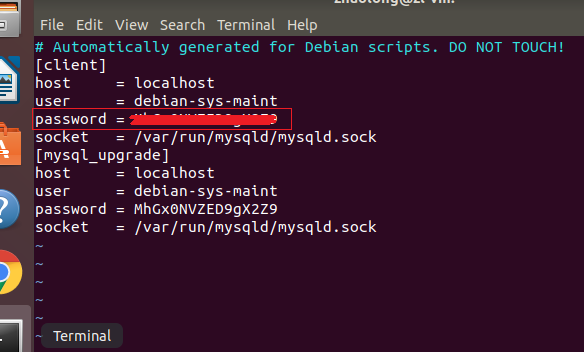 File Edit View Search Terminal Help
# Automatically generated for Debian scripts. DO NOT TOUCH!
[client]
host = localhost
user = debian-sys-maint
password =
socket = /var/run/mysqld/mysqld.sock
[mysql_upgrade]
host = localhost
user = debian-sys-maint
password = MhGx0NVZED9gX2Z9
socket = /var/run/mysqld/mysqld.sock
~
~
~
~
~
~
Terminal